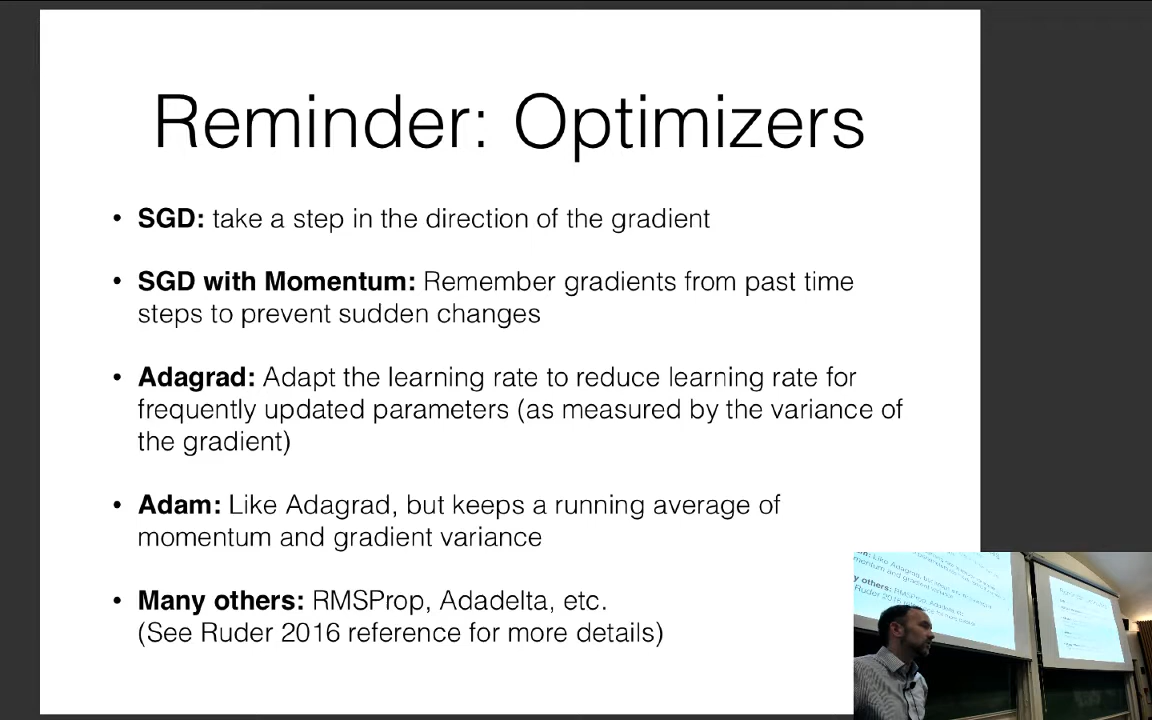 Reminder: Optimizers
• SGD: take a step in the direction of the gradient
• SGD with Momentum: Remember gradients from past time
steps to prevent sudden changes
• Adagrad: Adapt the learning rate to reduce learning rate for
frequently updated parameters (as measured by the variance of
the gradient)
• Adam: Like Adagrad, but keeps a running average of
momentum and gradient variance
• Many others: RMSProp, Adadelta, etc.
(See Ruder 2016 reference for more details)